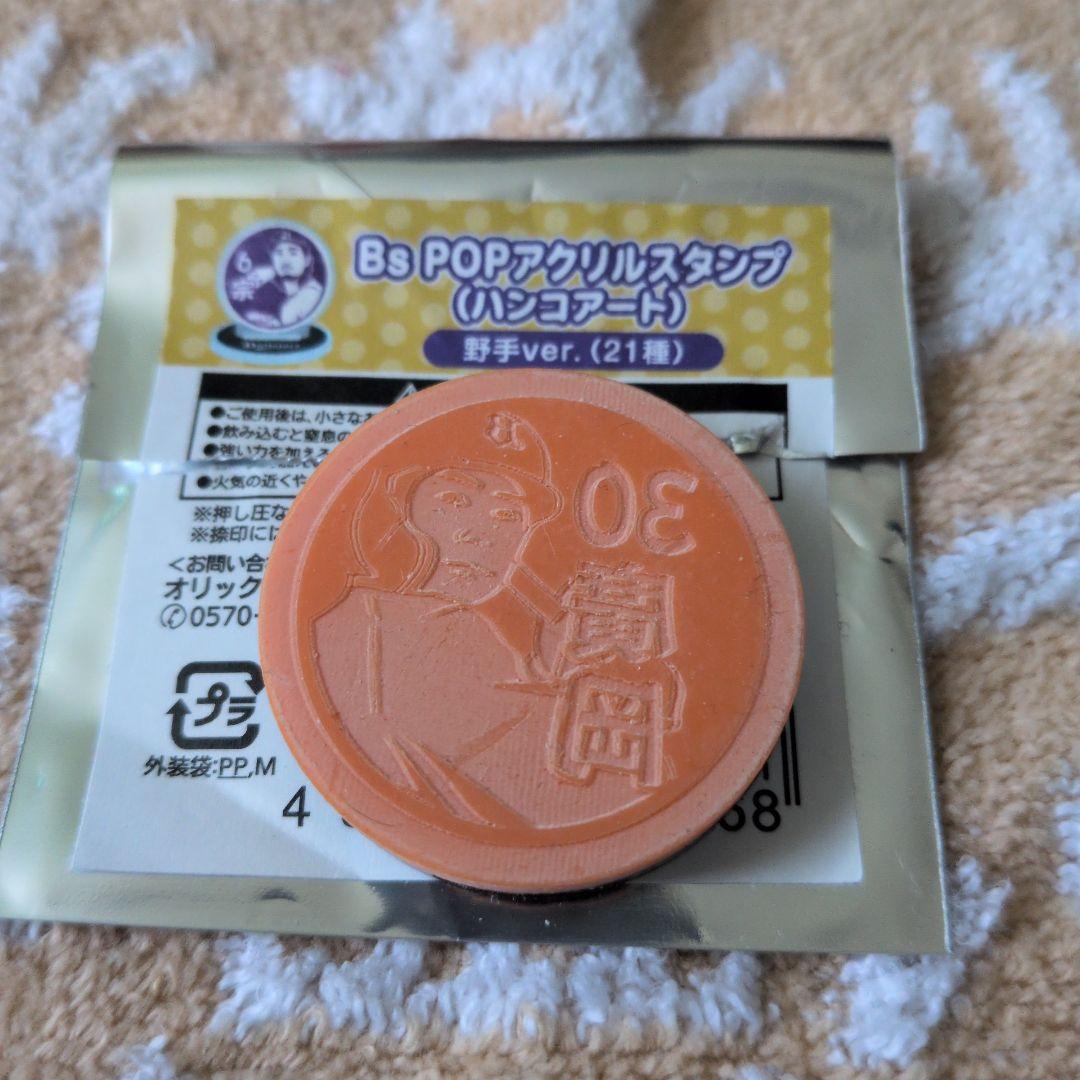 Bs POPアクリルスタンプ
(ハンコアート)
野手ver.(21種)
●ご使用後は、小さな
●飲み込むと窒息の
●強い力を加える
●火気の近くや
※押し圧な
※捺印には
<お問い合
オリック
0570-
プラ
外装袋:PP,M
4 68
30
廣岡